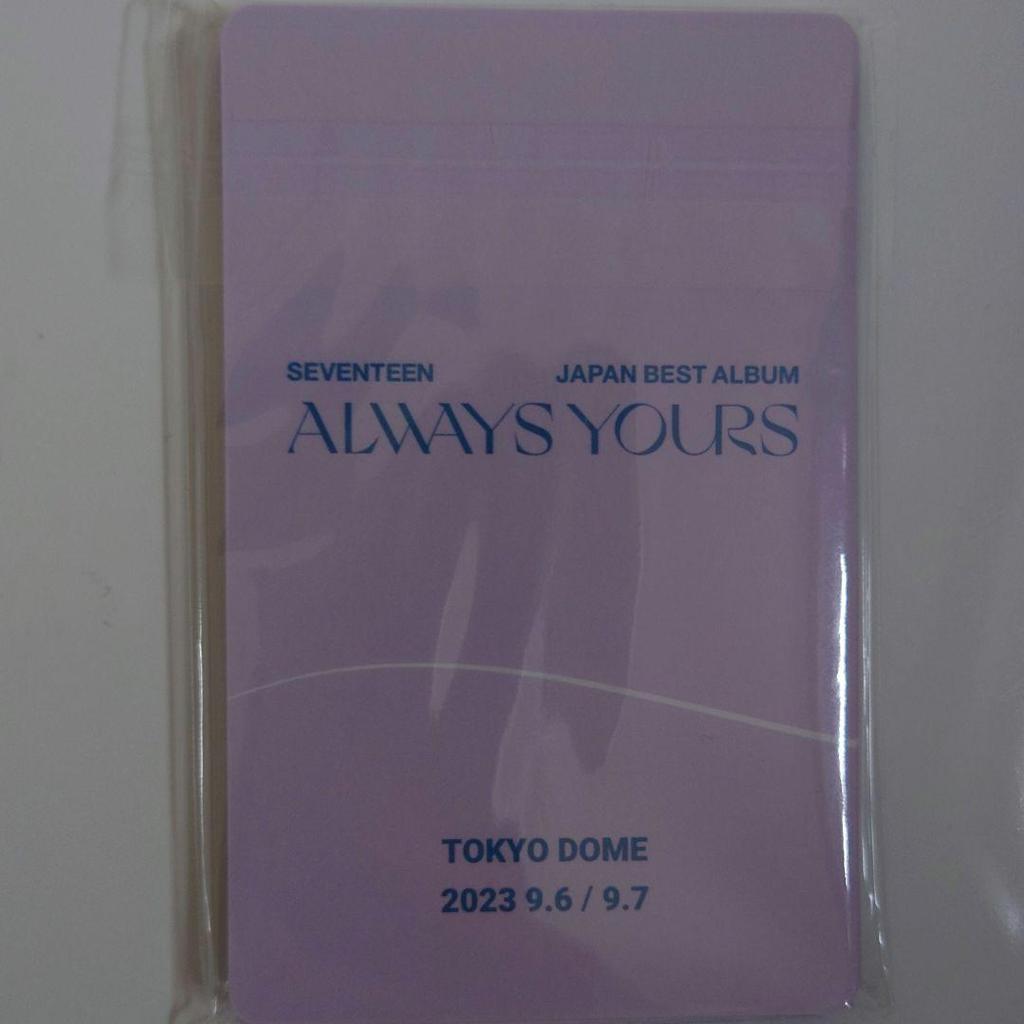 SEVENTEEN JAPAN BEST ALBUM
ALWAYS YOURS
TOKYO DOME
2023 9.6 / 9.7